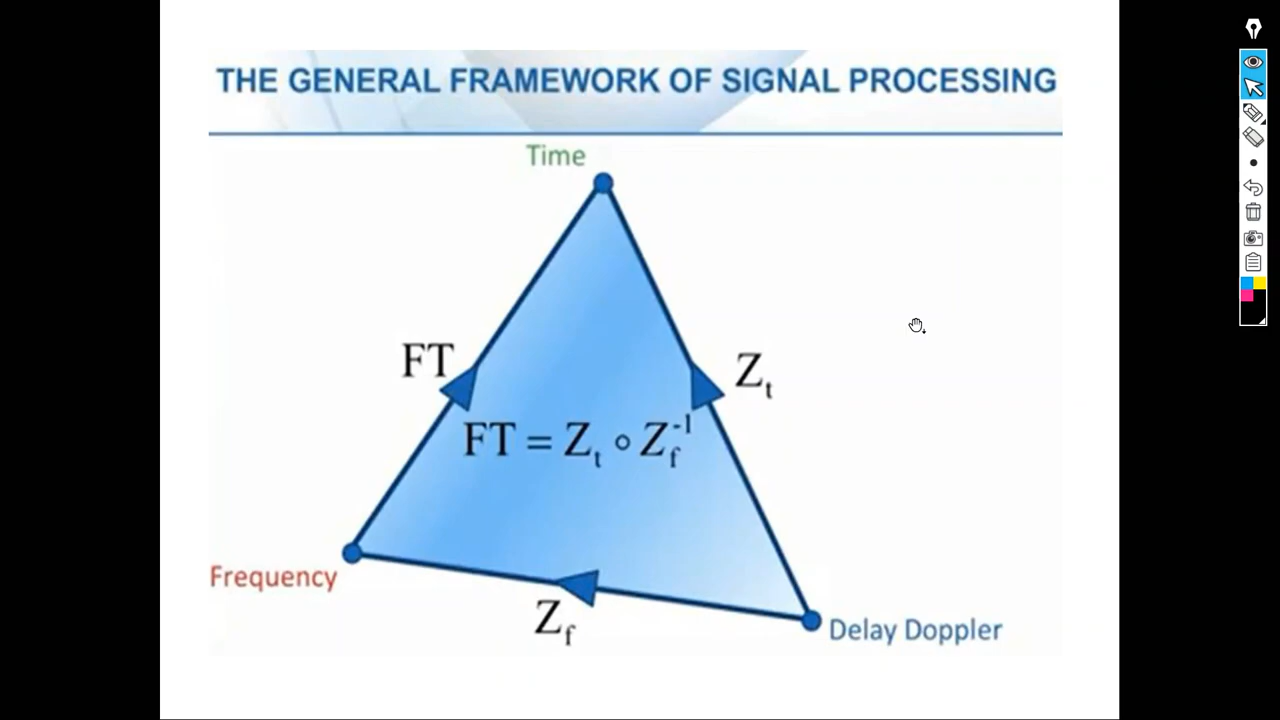 THE GENERAL FRAMEWORK OF SIGNAL PROCESSING
Time
FT
Z_t
FT = Z_t ∘ Z_f^-1
Frequency
Z_f
Delay Doppler